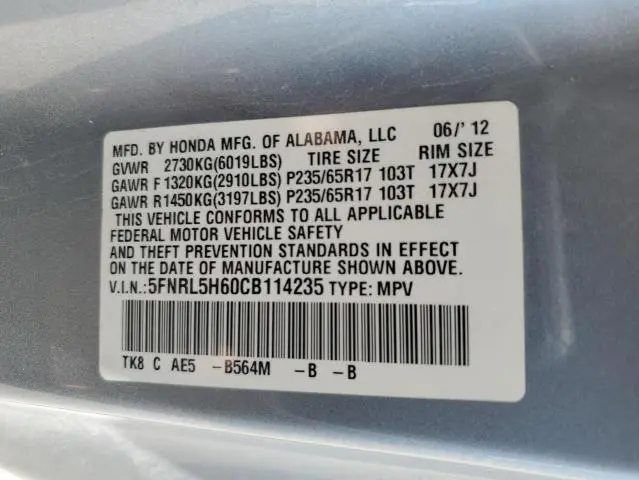 MFD. BY HONDA MFG. OF ALABAMA, LLC 06/'12
GVWR 2730KG(6019LBS) TIRE SIZE RIM SIZE
GAWR F 1320KG(2910LBS) P235/65R17 103T 17X7J
GAWR R1450KG(3197LBS) P235/65R17 103T 17X7J
THIS VEHICLE CONFORMS TO ALL APPLICABLE
FEDERAL MOTOR VEHICLE SAFETY
AND THEFT PREVENTION STANDARDS IN EFFECT
ON THE DATE OF MANUFACTURE SHOWN ABOVE.
V.I.N.:5FNRL5H60CB114235 TYPE: MPV
TK8 C AE5 -B564M -B -B